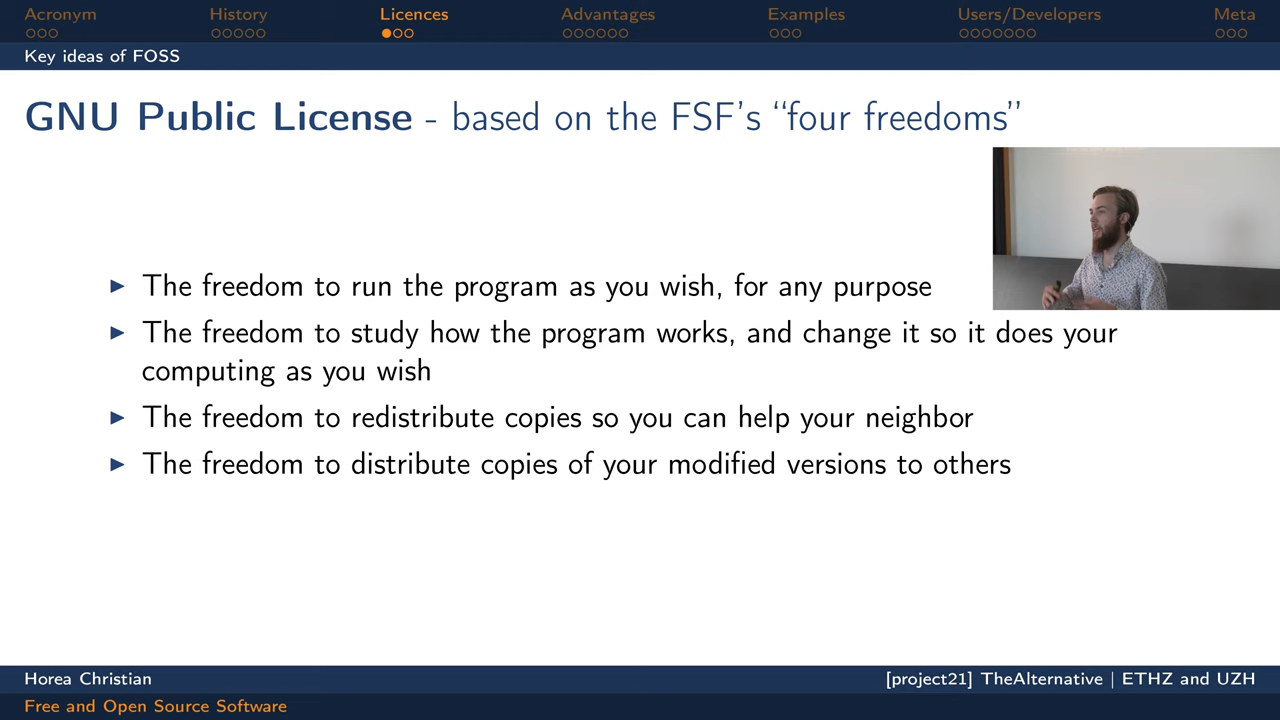 Acronym History Licences Advantages Examples Users/Developers Meta
Key ideas of FOSS
GNU Public License - based on the FSF's “four freedoms”
The freedom to run the program as you wish, for any purpose
The freedom to study how the program works, and change it so it does your
computing as you wish
The freedom to redistribute copies so you can help your neighbor
The freedom to distribute copies of your modified versions to others
Horea Christian [project21] TheAlternative | ETHZ and UZH
Free and Open Source Software